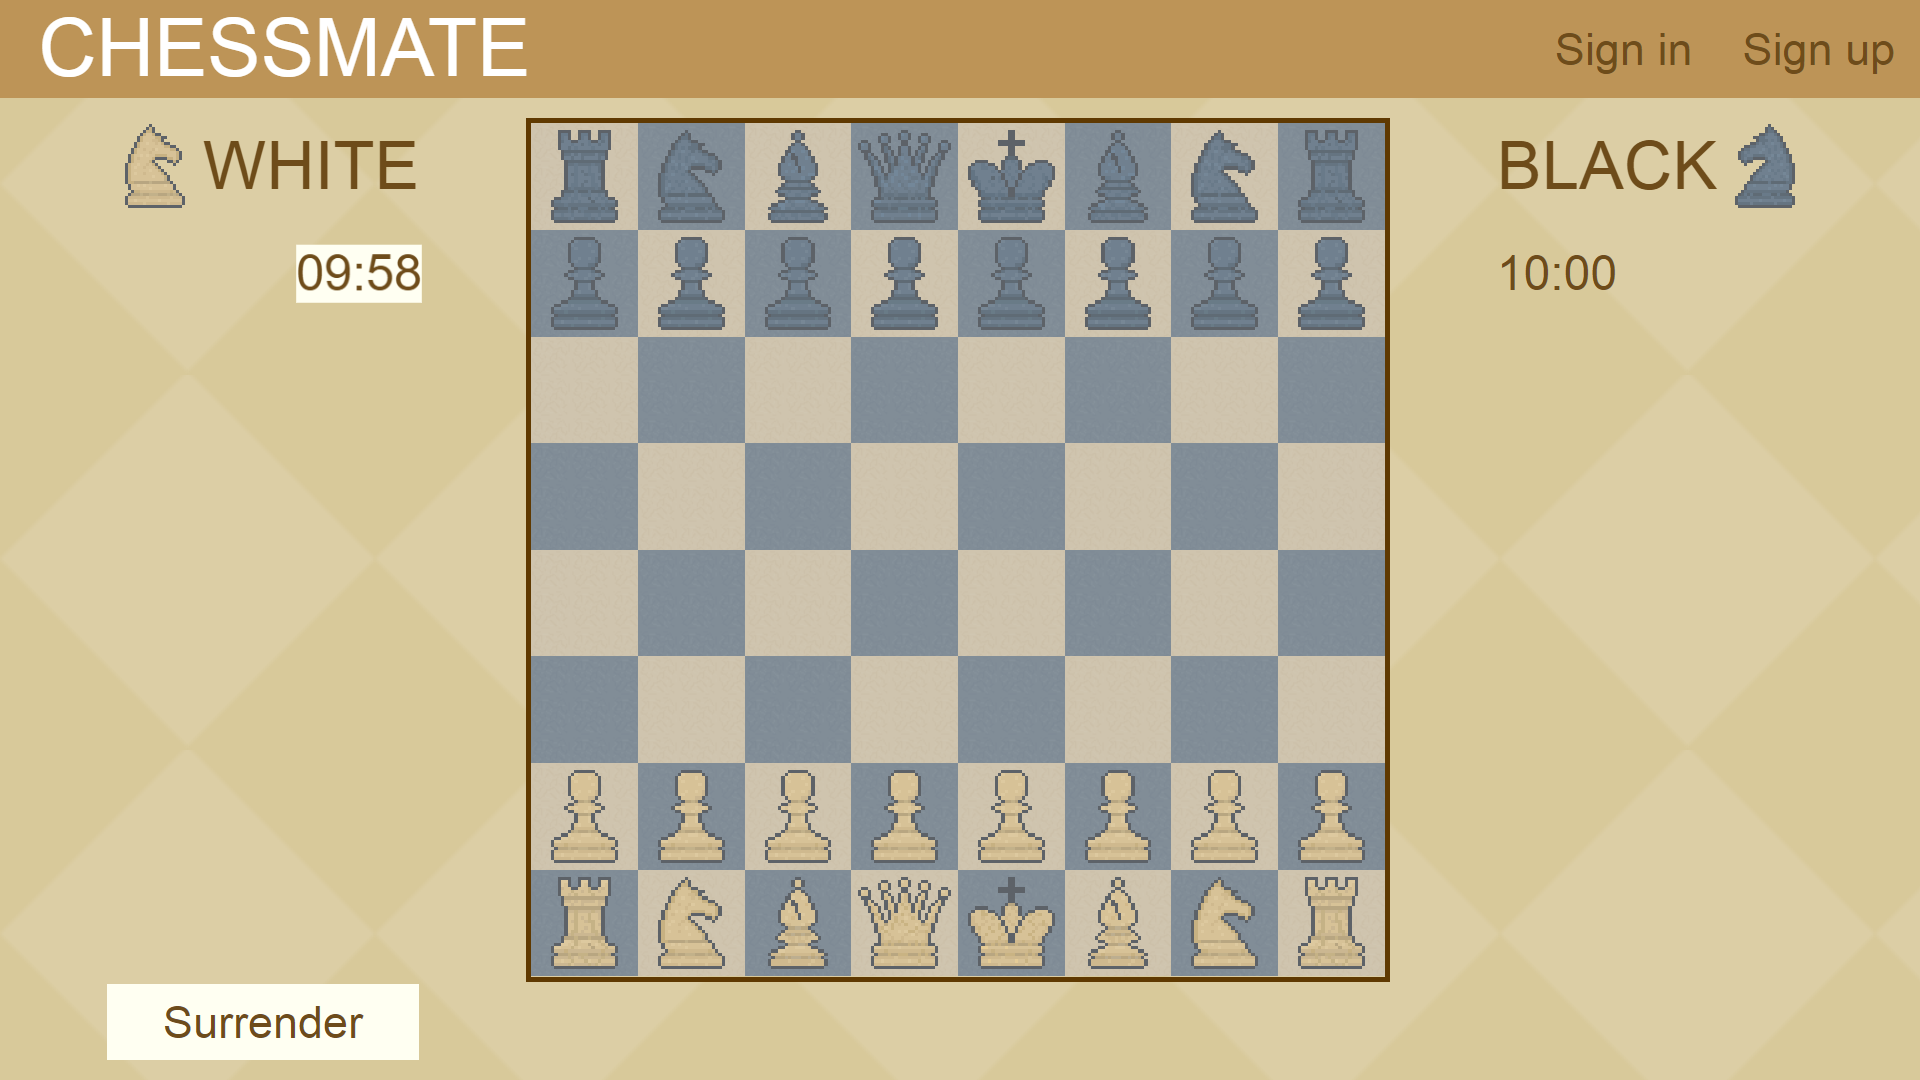 CHESSMATE
Sign in
Sign up
WHITE
BLACK
09:58
10:00
Surrender